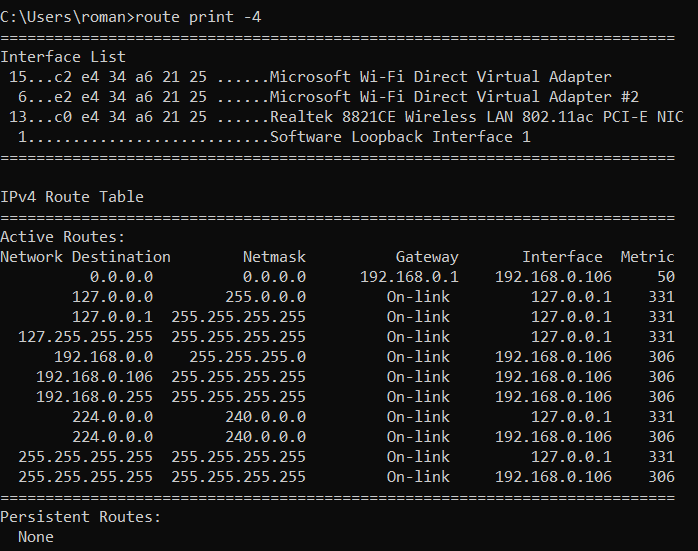 C:\Users\roman>route print -4
===========================================================================
Interface List
 15...c2 e4 34 a6 21 25 ......Microsoft Wi-Fi Direct Virtual Adapter
  6...e2 e4 34 a6 21 25 ......Microsoft Wi-Fi Direct Virtual Adapter #2
 13...c0 e4 34 a6 21 25 ......Realtek 8821CE Wireless LAN 802.11ac PCI-E NIC
  1...........................Software Loopback Interface 1
===========================================================================

IPv4 Route Table
===========================================================================
Active Routes:
Network Destination        Netmask          Gateway       Interface  Metric
          0.0.0.0          0.0.0.0      192.168.0.1    192.168.0.106     50
        127.0.0.0        255.0.0.0         On-link         127.0.0.1    331
        127.0.0.1  255.255.255.255         On-link         127.0.0.1    331
  127.255.255.255  255.255.255.255         On-link         127.0.0.1    331
      192.168.0.0    255.255.255.0         On-link     192.168.0.106    306
    192.168.0.106  255.255.255.255         On-link     192.168.0.106    306
    192.168.0.255  255.255.255.255         On-link     192.168.0.106    306
        224.0.0.0        240.0.0.0         On-link         127.0.0.1    331
        224.0.0.0        240.0.0.0         On-link     192.168.0.106    306
  255.255.255.255  255.255.255.255         On-link         127.0.0.1    331
  255.255.255.255  255.255.255.255         On-link     192.168.0.106    306
===========================================================================
Persistent Routes:
  None